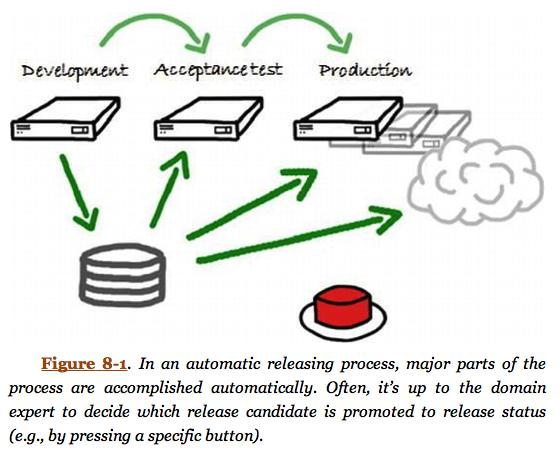 Development Acceptance test Production
Figure 8-1. In an automatic releasing process, major parts of the
process are accomplished automatically. Often, it's up to the domain
expert to decide which release candidate is promoted to release status
(e.g., by pressing a specific button).